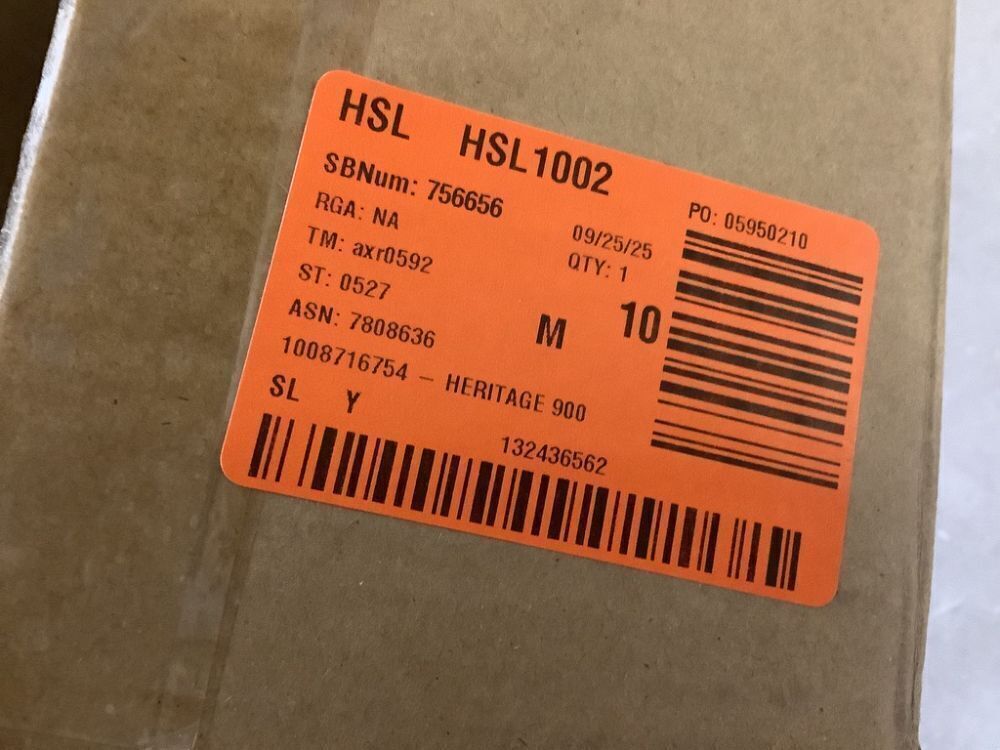 HSL HSL1002
SBNum: 756656
PO: 05950210
RGA: NA
09/25/25
TM: axr0592
QTY: 1
ST: 0527
M 10
ASN: 7808636
1008716754 – HERITAGE 900
SL Y
132436562